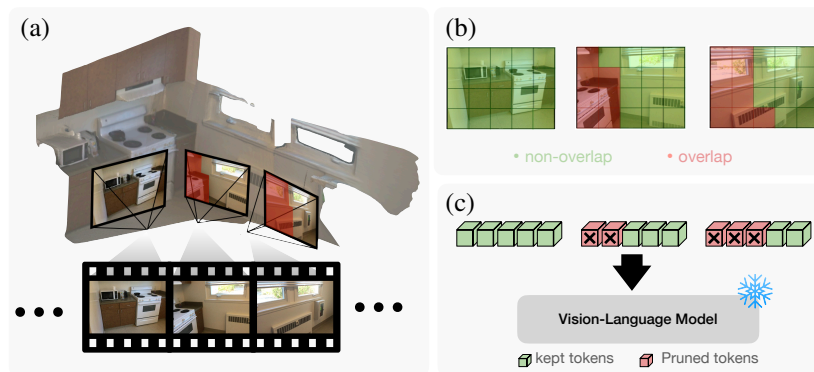 (a)
(b)
• non-overlap • overlap
(c)
Vision-Language Model
kept tokens Pruned tokens